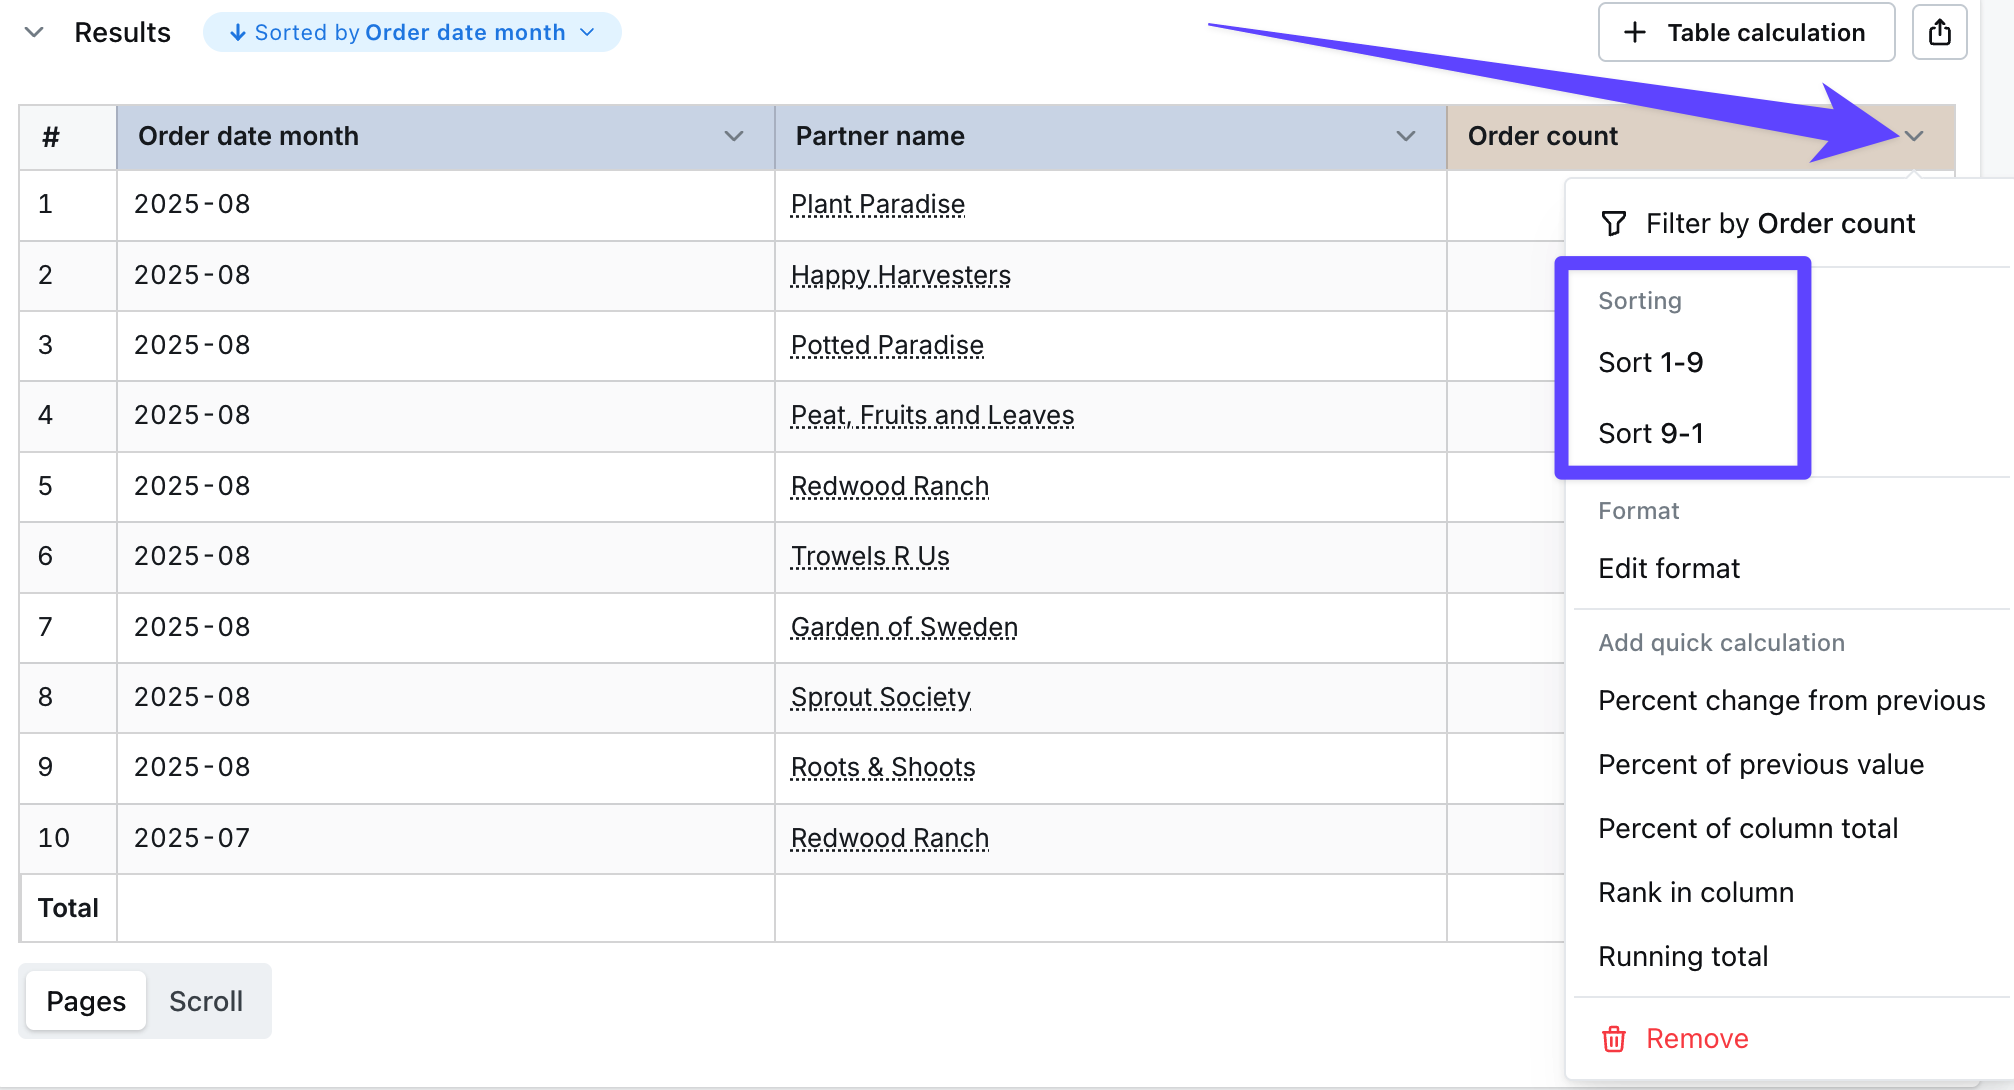 Results
Sorted by Order date month
Table calculation
# Order date month Partner name Order count
1 2025-08 Plant Paradise
2 2025-08 Happy Harvesters
3 2025-08 Potted Paradise
4 2025-08 Peat, Fruits and Leaves
5 2025-08 Redwood Ranch
6 2025-08 Trowels R Us
7 2025-08 Garden of Sweden
8 2025-08 Sprout Society
9 2025-08 Roots & Shoots
10 2025-07 Redwood Ranch
Total
Filter by Order count
Sorting
Sort 1-9
Sort 9-1
Format
Edit format
Add quick calculation
Percent change from previous
Percent of previous value
Percent of column total
Rank in column
Running total
Remove
Pages Scroll